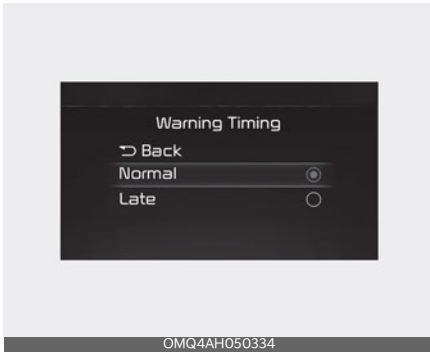 Warning Timing
Back
Normal
Late
OMQ4AH050334